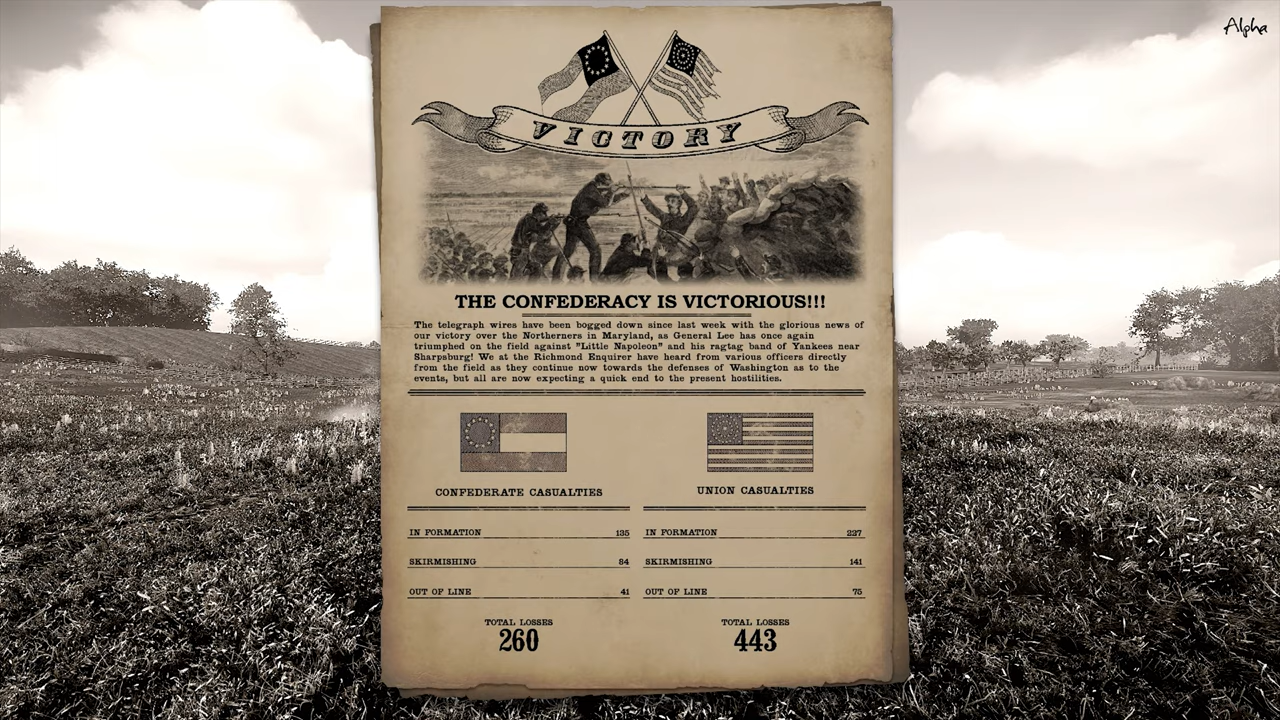 Alpha
VICTORY
THE CONFEDERACY IS VICTORIOUS!!!
The telegraph wires have been bogged down since last week with the glorious news of
our victory over the Northerners in Maryland, as General Lee has once again
triumphed on the field against "Little Napoleon" and his ragtag band of Yankees near
Sharpsburg! We at the Richmond Enquirer have heard from various officers directly
from the field as they continue now towards the defenses of Washington as to the
events, but all are now expecting a quick end to the present hostilities.
CONFEDERATE CASUALTIES
IN FORMATION 135
SKIRMISHING 84
OUT OF LINE 41
TOTAL LOSSES
260
UNION CASUALTIES
IN FORMATION 227
SKIRMISHING 141
OUT OF LINE 75
TOTAL LOSSES
443